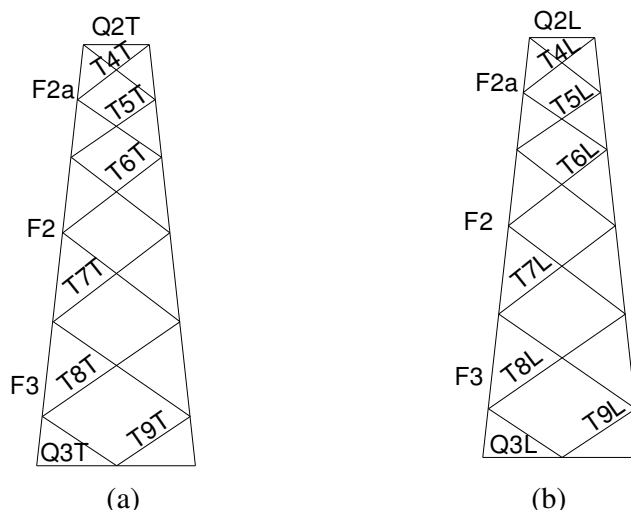 Q2T
T4T
F2a
T5T
T6T
F2
T7T
F3
T8T
T9T
Q3T
(a)
Q2L
T4L
F2a
T5L
T6L
F2
T7L
F3
T8L
T9L
Q3L
(b)